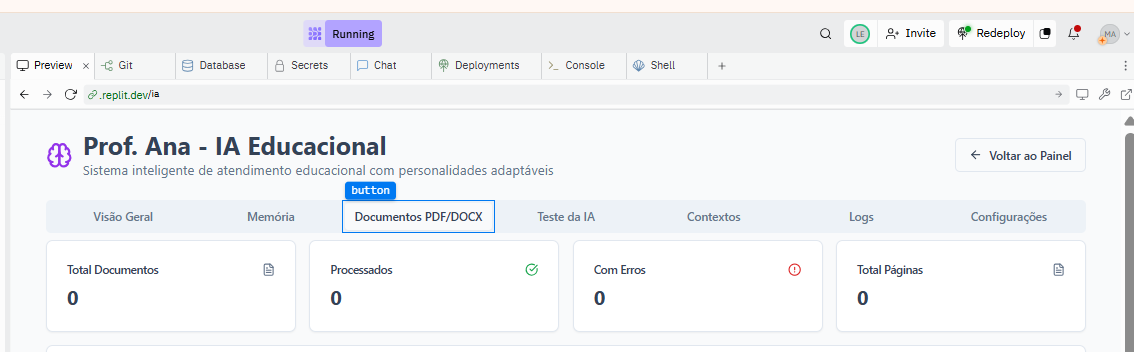 Running
LE
Invite
Redeploy
MA
Preview
Git
Database
Secrets
Chat
Deployments
Console
Shell
.replit.dev/ia
Prof. Ana - IA Educacional
Sistema inteligente de atendimento educacional com personalidades adaptáveis
Voltar ao Painel
button
Visão Geral
Memória
Documentos PDF/DOCX
Teste da IA
Contextos
Logs
Configurações
Total Documentos
0
Processados
0
Com Erros
0
Total Páginas
0